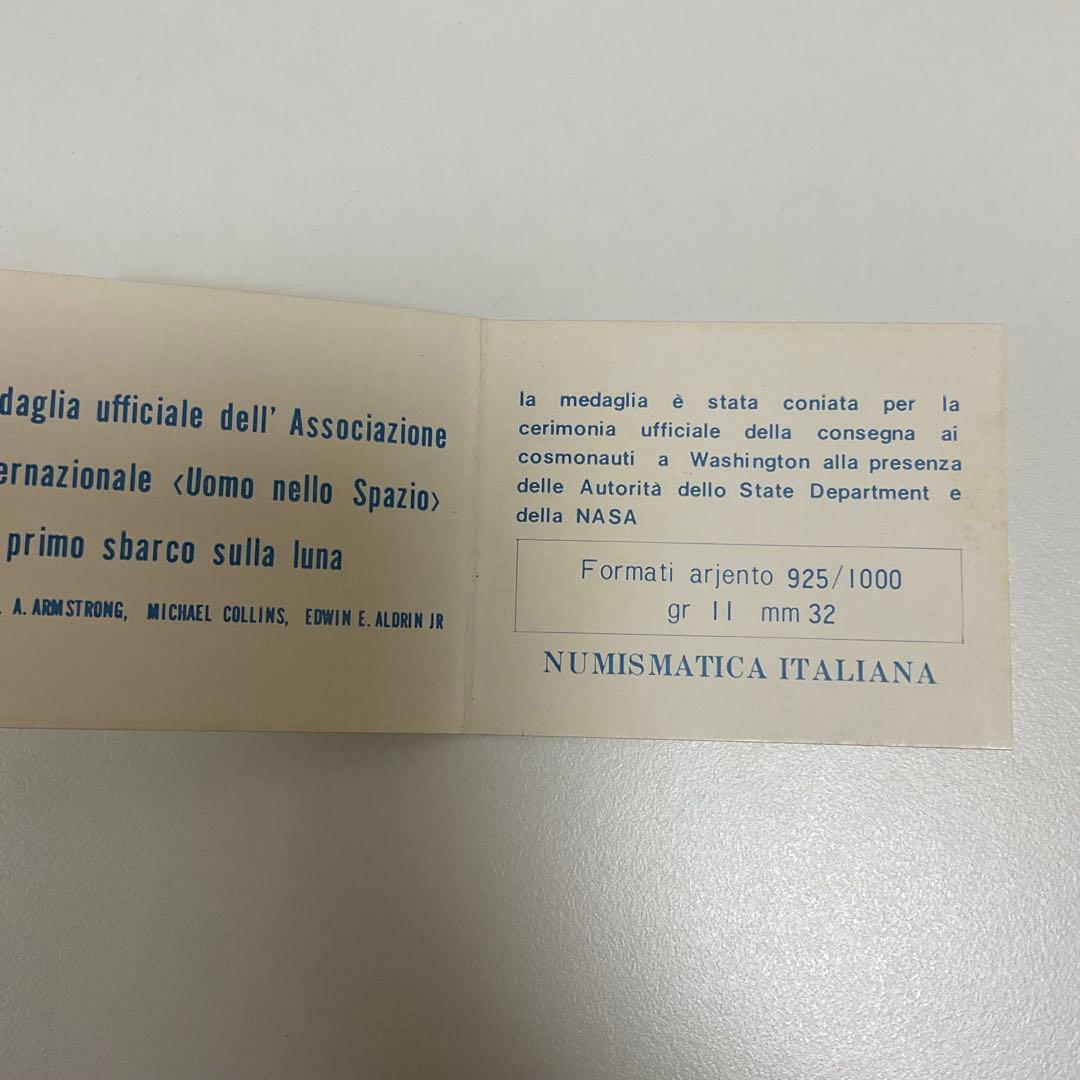 daglia ufficiale dell' Associazione
ernazionale <Uomo nello Spazio>
primo sbarco sulla luna
. A. ARMSTRONG, MICHAEL COLLINS, EDWIN E. ALDRIN JR
la medaglia è stata coniata per la
cerimonia ufficiale della consegna ai
cosmonauti a Washington alla presenza
delle Autorità dello State Department e
della NASA
Formati arjento 925/1000
gr 11 mm 32
NUMISMATICA ITALIANA